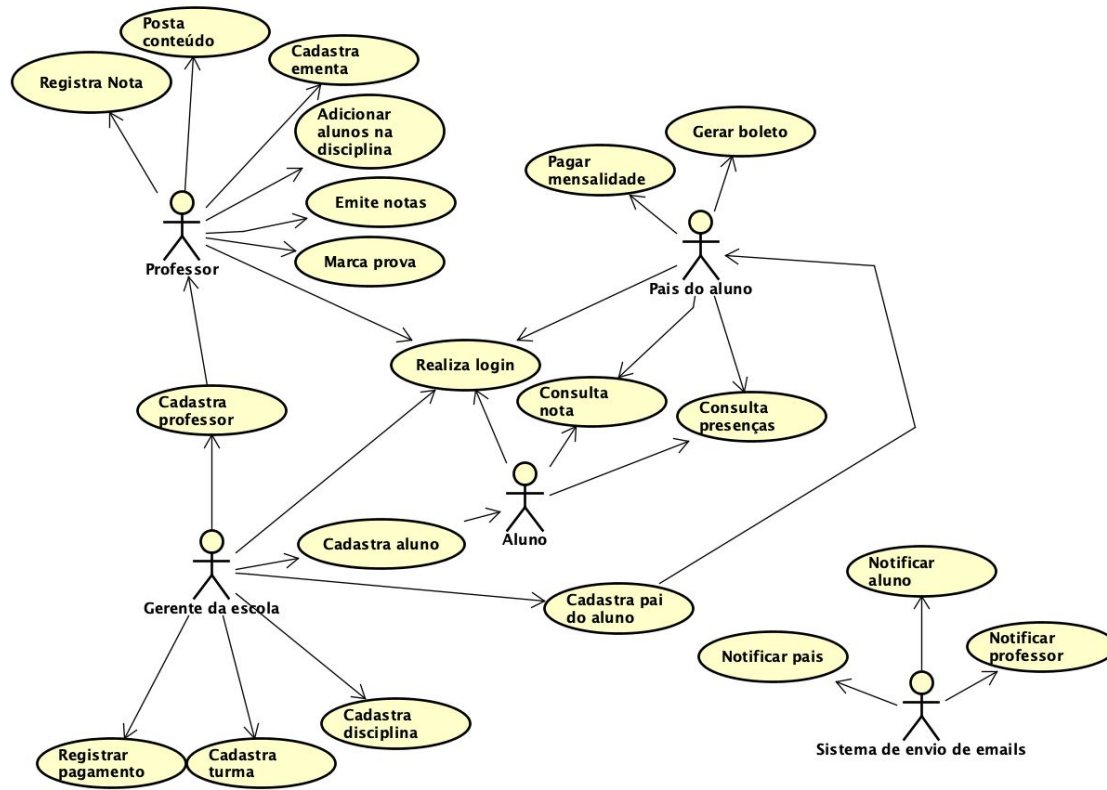 Posta
conteúdo
Cadastra
ementa
Registra Nota
Adicionar
alunos na
disciplina
Gerar boleto
Pagar
mensalidade
Emite notas
Marca prova
Professor
Pais do aluno
Realiza login
Consulta
nota
Consulta
presenças
Cadastra
professor
Cadastra aluno
Aluno
Gerente da escola
Cadastra pai
do aluno
Notificar
aluno
Notificar pais
Notificar
professor
Cadastra
disciplina
Registrar
pagamento
Cadastra
turma
Sistema de envio de emails